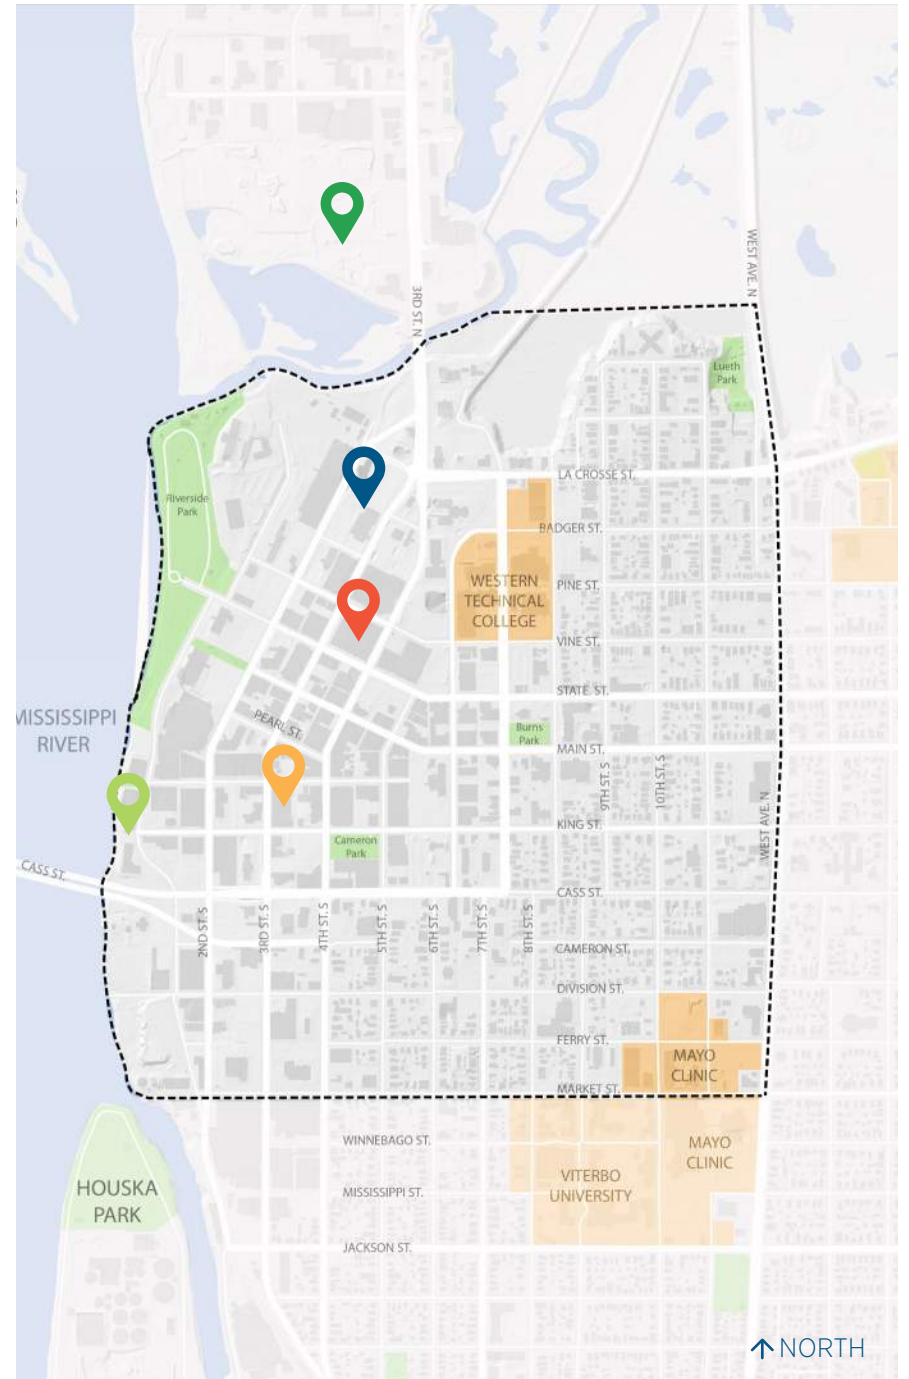 WEST AVE. N
3RD ST. N
Lueth
Park
LA CROSSE ST.
Riverside
Park
BADGER ST.
WESTERN
TECHNICAL
COLLEGE
PINE ST.
VINE ST.
STATE ST.
MISSISSIPPI
RIVER
PEARL ST.
Burns
Park
MAIN ST.
9TH ST. S
10TH ST. S
WEST AVE. N
KING ST.
Cameron
Park
CASS ST.
CASS ST.
2ND ST. S
3RD ST. S
4TH ST. S
5TH ST. S
6TH ST. S
7TH ST. S
8TH ST. S
CAMERON ST.
DIVISION ST.
FERRY ST.
MAYO
CLINIC
MARKET ST.
WINNEBAGO ST.
MAYO
CLINIC
VITERBO
UNIVERSITY
HOUSKA
PARK
MISSISSIPPI ST.
JACKSON ST.
NORTH